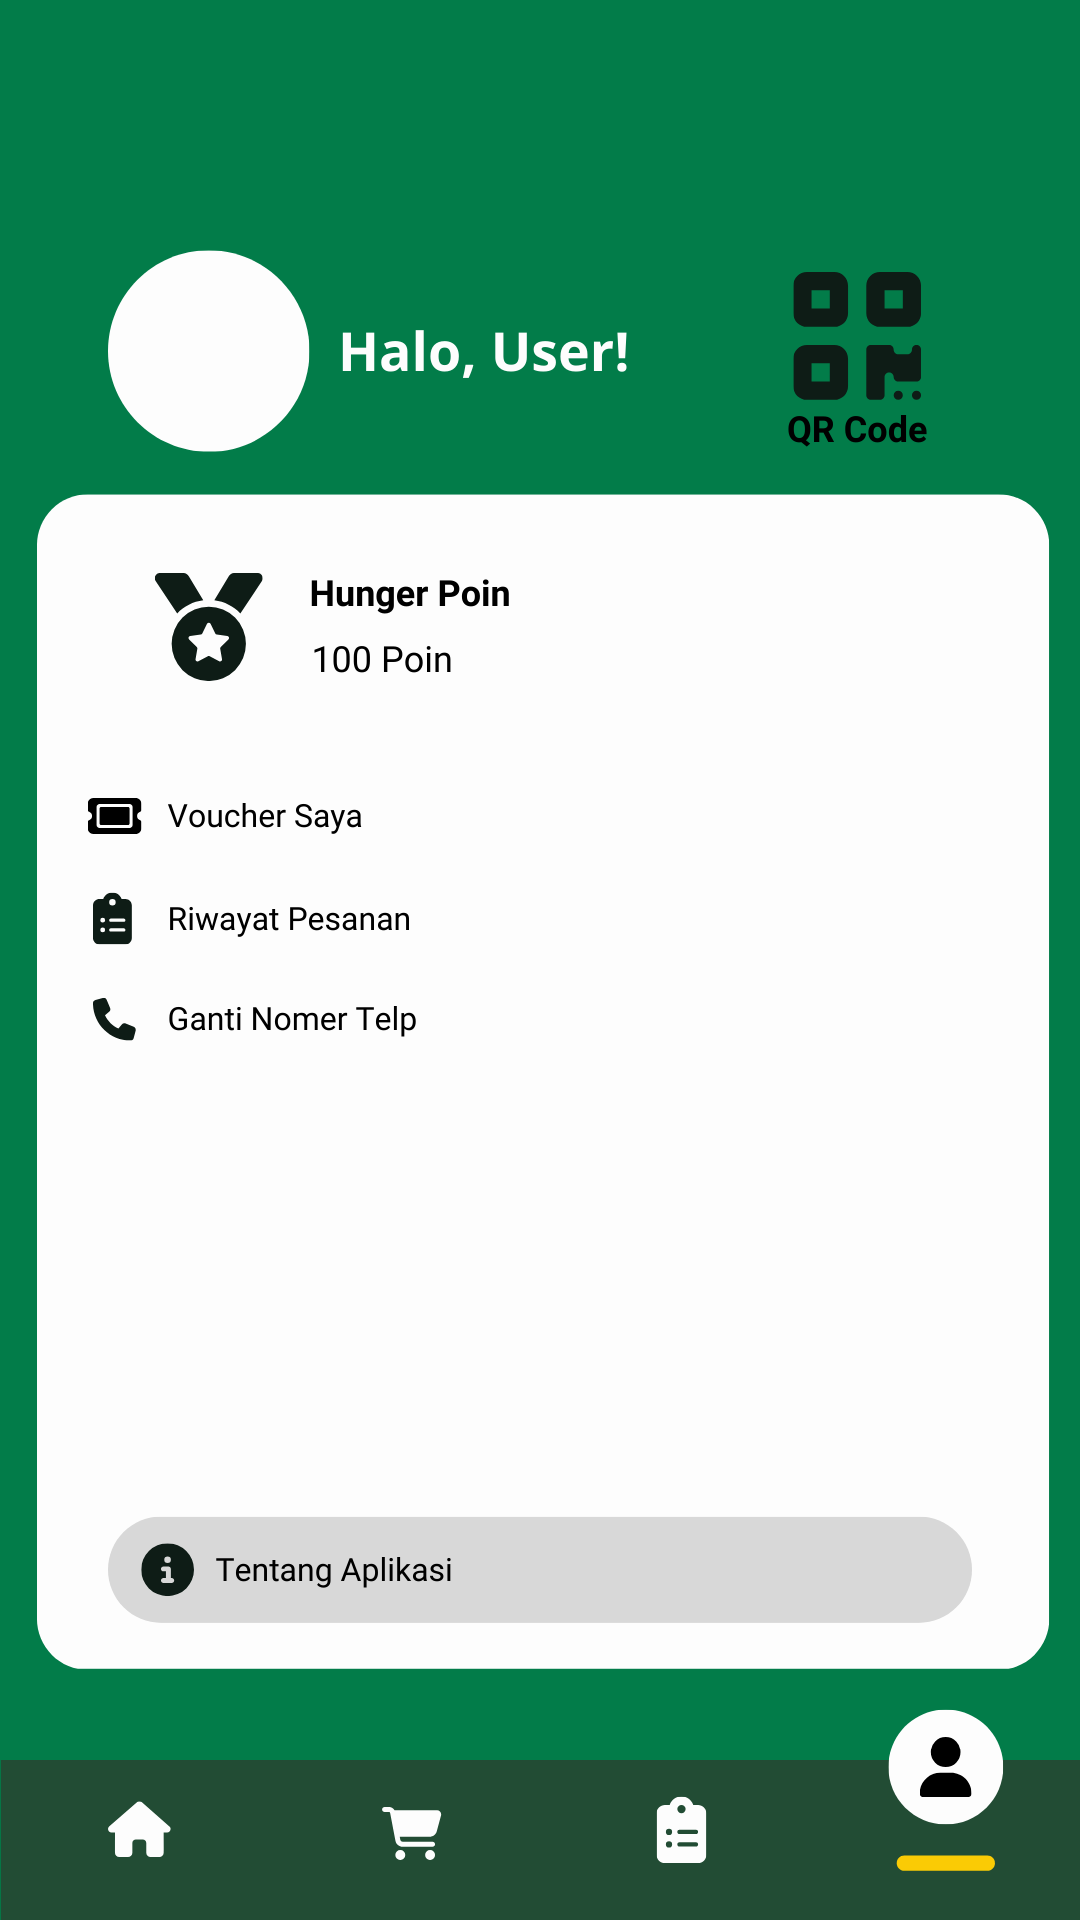 Halo, User!
QR Code
Hunger Poin
100 Poin
Voucher Saya
Riwayat Pesanan
Ganti Nomer Telp
Tentang Aplikasi